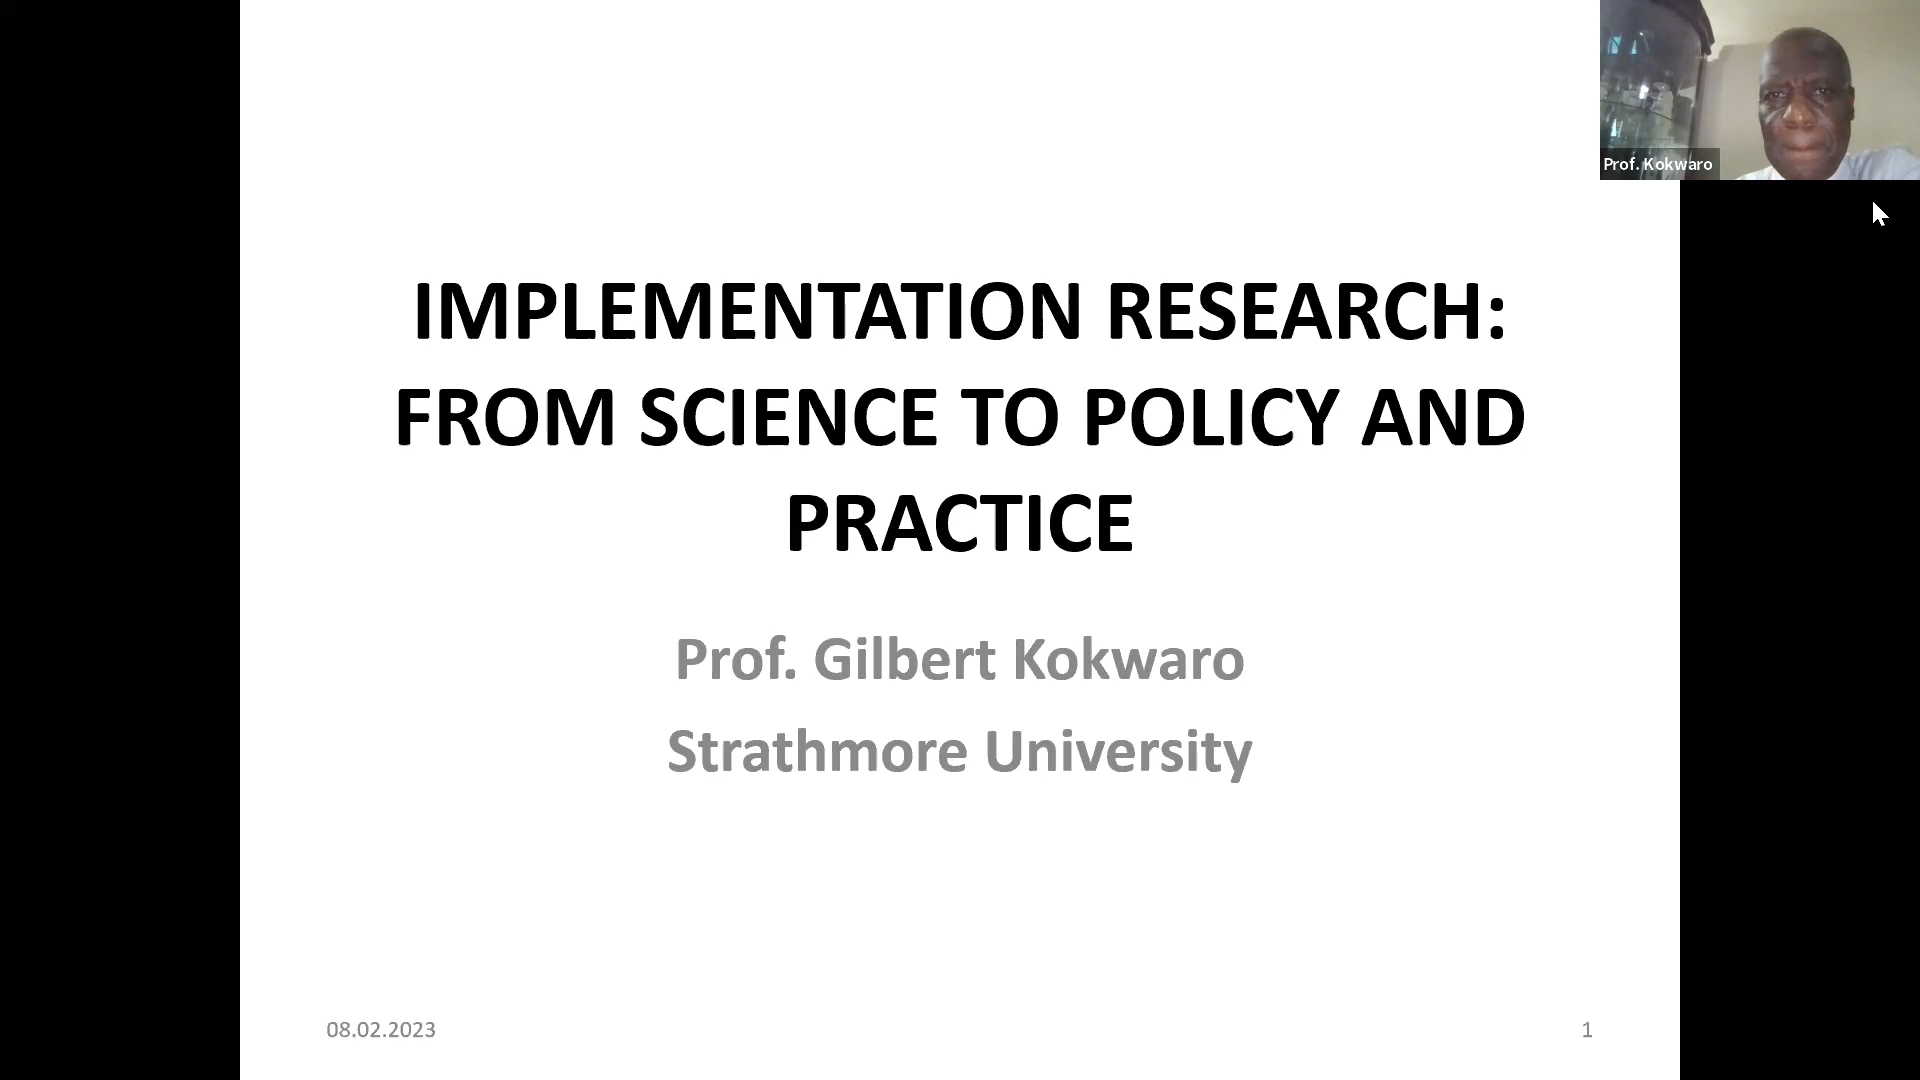 Prof. Kokwaro
IMPLEMENTATION RESEARCH:
FROM SCIENCE TO POLICY AND
PRACTICE
Prof. Gilbert Kokwaro
Strathmore University
08.02.2023
1